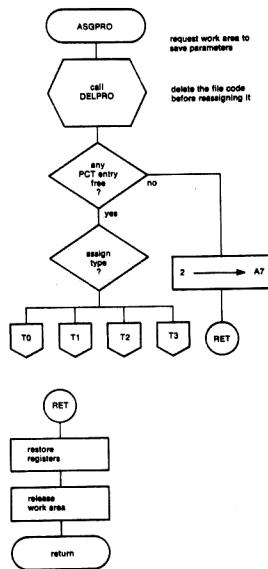 ASGPRO
request work area to
save parameters
call
DELPRO
delete the file code
before reassigning it
any
PCT entry
free
?
no
yes
assign
type
?
2 → A7
T0
T1
T2
T3
RET
RET
restore
registers
release
work area
return